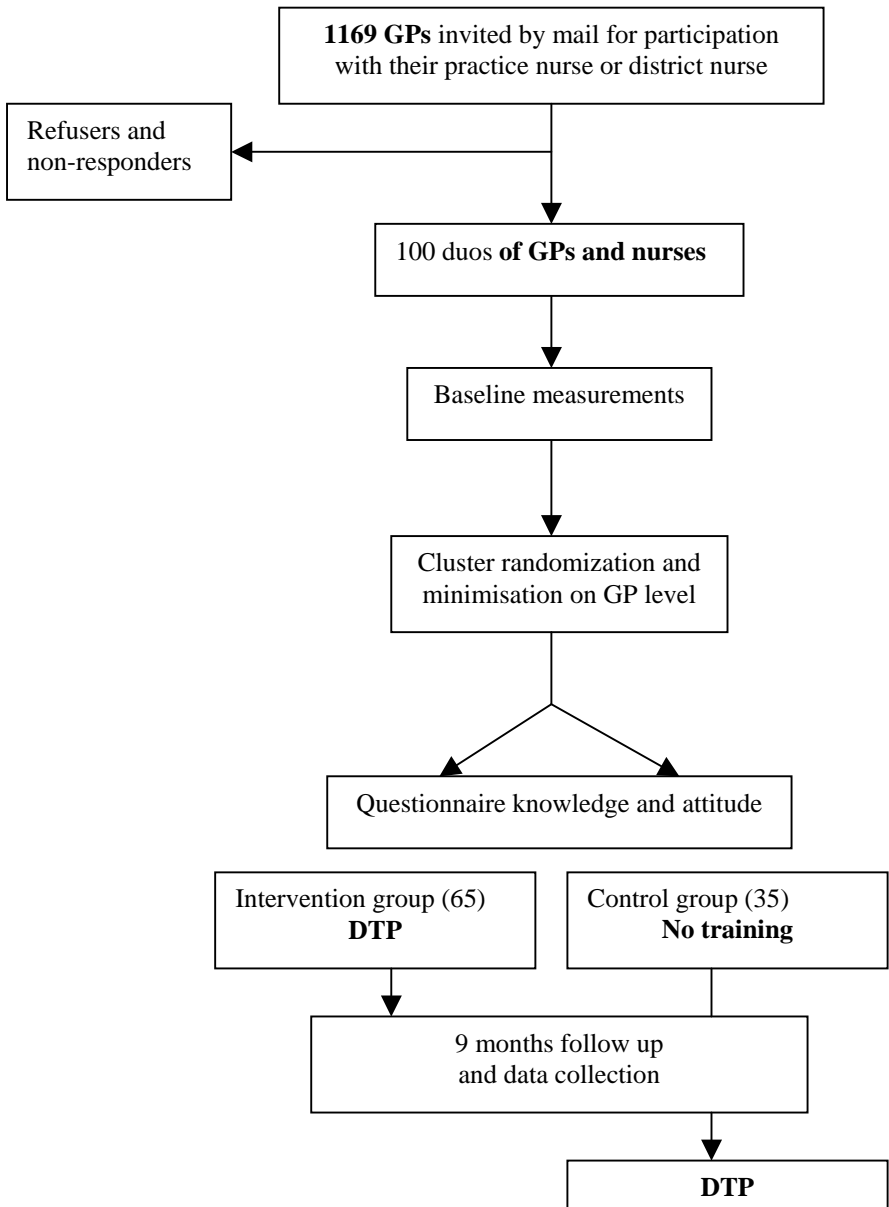 1169 GPs invited by mail for participation
with their practice nurse or district nurse
Refusers and
non-responders
100 duos of GPs and nurses
Baseline measurements
Cluster randomization and
minimisation on GP level
Questionnaire knowledge and attitude
Intervention group (65)
DTP
Control group (35)
No training
9 months follow up
and data collection
DTP